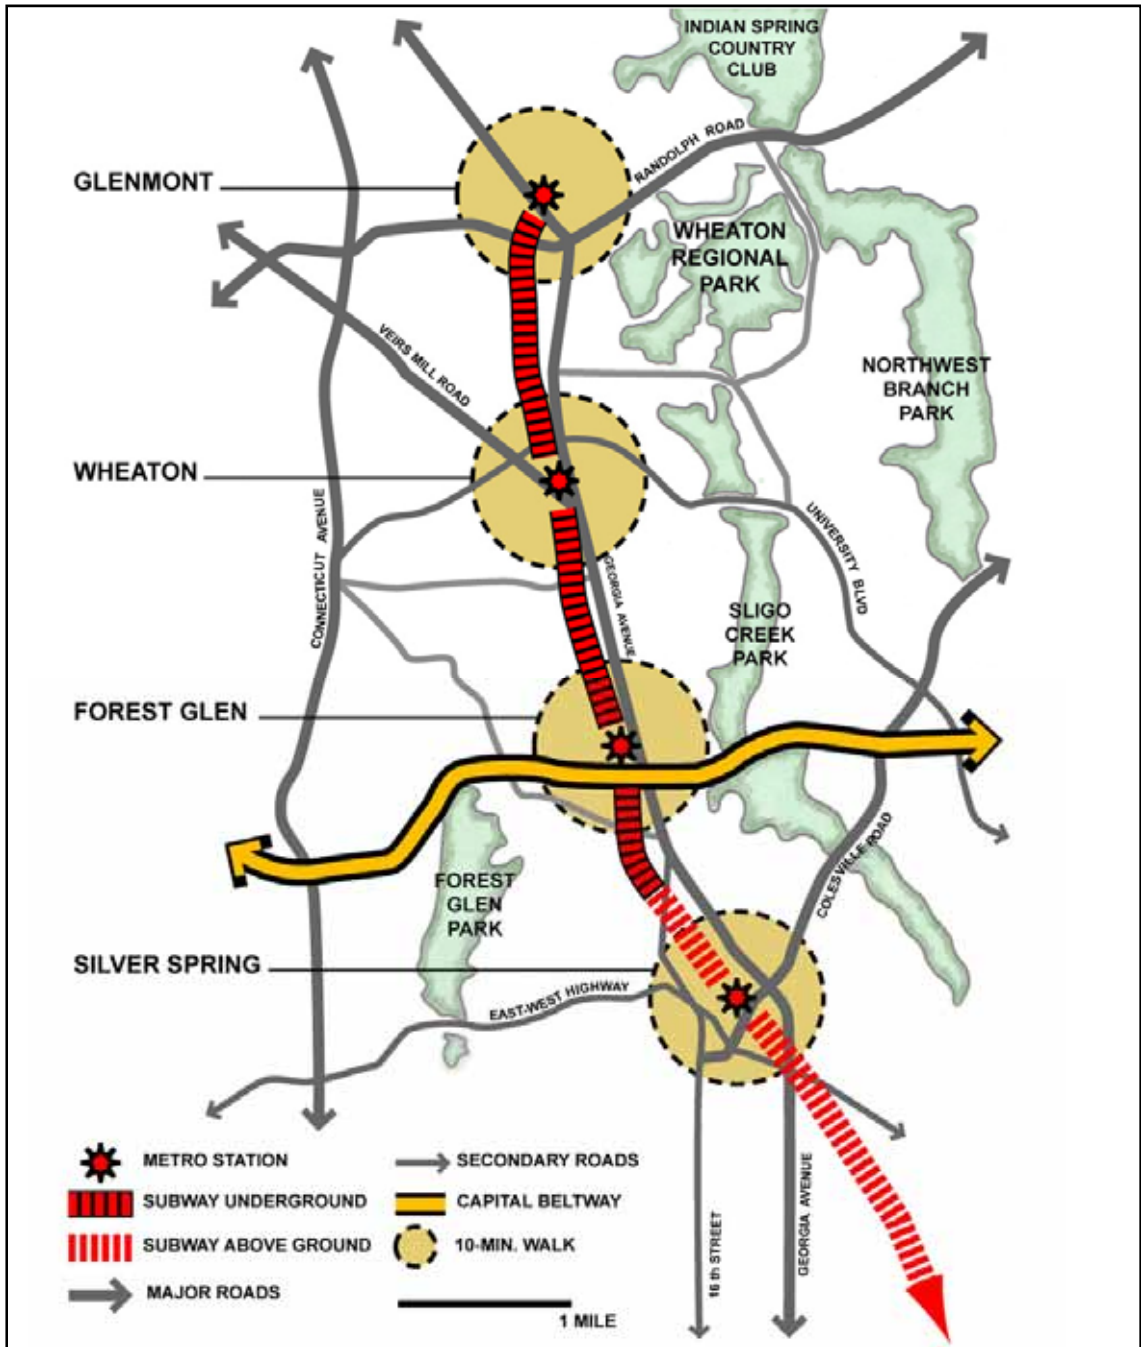 INDIAN SPRING
COUNTRY
CLUB
RANDOLPH ROAD
GLENMONT
WHEATON
REGIONAL
PARK
VEIRS MILL ROAD
NORTHWEST
BRANCH
PARK
WHEATON
CONNECTICUT AVENUE
UNIVERSITY BLVD
GEORGIA AVENUE
SLIGO
CREEK
PARK
FOREST GLEN
COLESVILLE ROAD
FOREST
GLEN
PARK
SILVER SPRING
EAST-WEST HIGHWAY
METRO STATION
SUBWAY UNDERGROUND
SUBWAY ABOVE GROUND
MAJOR ROADS
SECONDARY ROADS
CAPITAL BELTWAY
10-MIN. WALK
1 MILE
16 th STREET
GEORGIA AVENUE